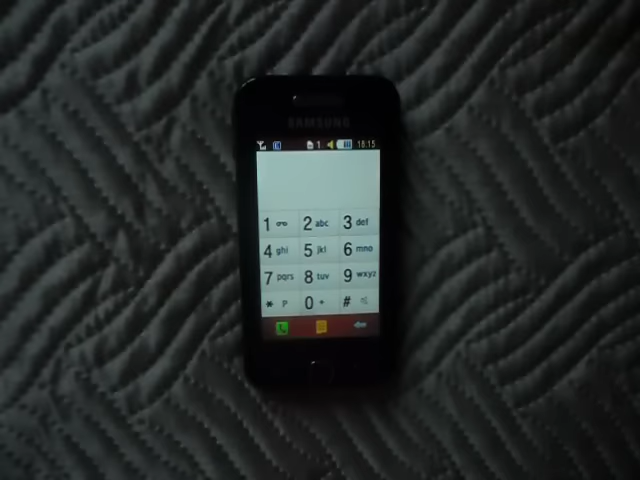 SAMSUNG
1 18:15
1 2 abc 3 def
4 ghi 5 jkl 6 mno
7 pqrs 8 tuv 9 wxyz
* P 0 + #